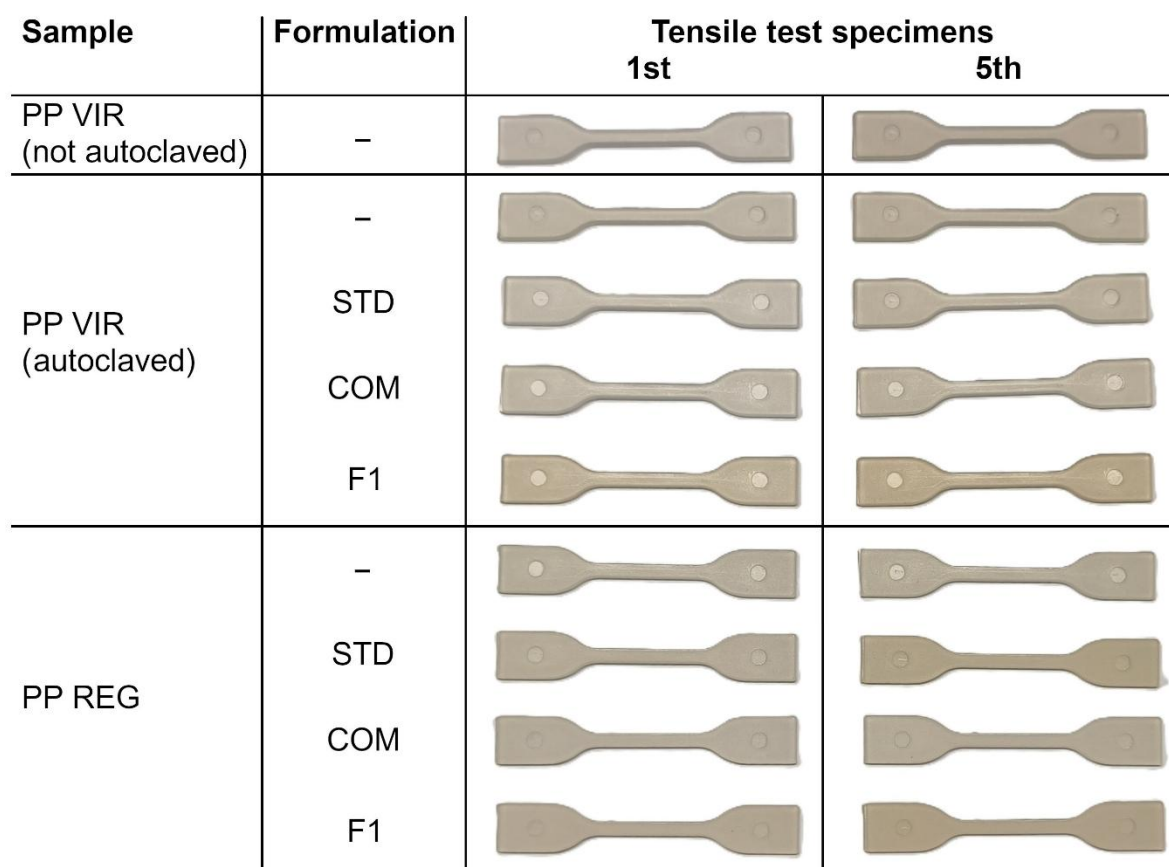 Sample Formulation Tensile test specimens
1st 5th
PP VIR
(not autoclaved)
–
PP VIR
(autoclaved)
–
STD
COM
F1
PP REG
–
STD
COM
F1